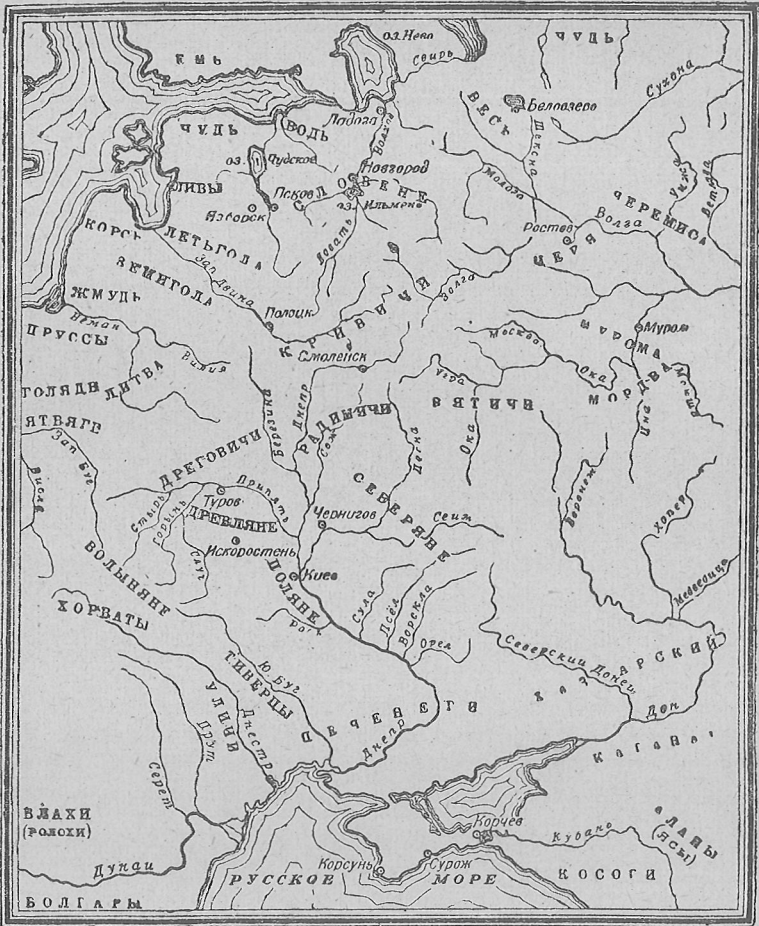 оз. Нево
ЕМЬ
ЧУДЬ
Свирь
Сухона
Белоозеро
ВЕСЬ
Ладога
ЧУДЬ
ВОДЬ
Волхов
Шексна
оз. Чудское
Новгород
Молога
Унжа
Ветлуга
ЛИВЫ
Псков
СЛОВЕНЕ
оз. Ильмень
ЧЕРЕМИСА
Изборск
Волга
КОРСЬ
ЛЕТЬГОЛА
Ловать
Ростов
ЗЕМИГОЛА
Зап Двина
ЖМУДЬ
Волга
Неман
Полоцк
КРИВИЧИ
Муром
ПРУССЫ
Москва
Смоленск
Вилия
Угра
Ока
МОРДВА
Мокша
ГОЛЯДЬ
ЛИТВА
Днепр
ВЯТИЧИ
Цна
ЯТВЯГЕ
РАДИМИЧИ
Сож
Десна
Ока
Зап Буг
ДРЕГОВИЧИ
Висла
Припять
СЕВЕРЯНЕ
Воронеж
Хопер
Туров
Стырь
Горынь
ДРЕВЛЯНЕ
Чернигов
Сейм
Искоростень
Случ
ВОЛЫНЯНЕ
ПОЛЯНЕ
Киев
Медведица
ХОРВАТЫ
Рось
Сула
Псёл
Ворскла
Орел
Северский Донец
ХАЗАРСКИЙ
Ю Буг
ТИВЕРЦЫ
УЛИЧИ
ПЕЧЕНЕГИ
Днепр
Дон
Днестр
Прут
Серет
КАГАНАТ
ВЛАХИ
(ВОЛОХИ)
Корчев
Кубань
АЛАНЫ
(ЯСЫ)
Дунай
Корсунь
Сурож
КОСОГИ
РУССКОЕ МОРЕ
БОЛГАРЫ